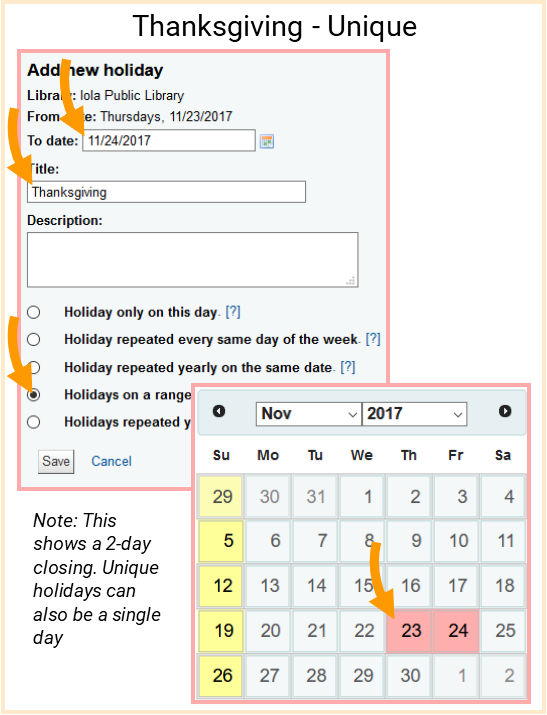 Thanksgiving - Unique
Add new holiday
Library: Iola Public Library
From date: Thursdays, 11/23/2017
To date: 11/24/2017
Title:
Thanksgiving
Description:
Holiday only on this day. [?]
Holiday repeated every same day of the week. [?]
Holiday repeated yearly on the same date. [?]
Holidays on a range
Holidays repeated y
Save Cancel
Note: This
shows a 2-day
closing. Unique
holidays can
also be a single
day
Nov 2017
Su Mo Tu We Th Fr Sa
29 30 31 1 2 3 4
5 6 7 8 9 10 11
12 13 14 15 16 17 18
19 20 21 22 23 24 25
26 27 28 29 30 1 2